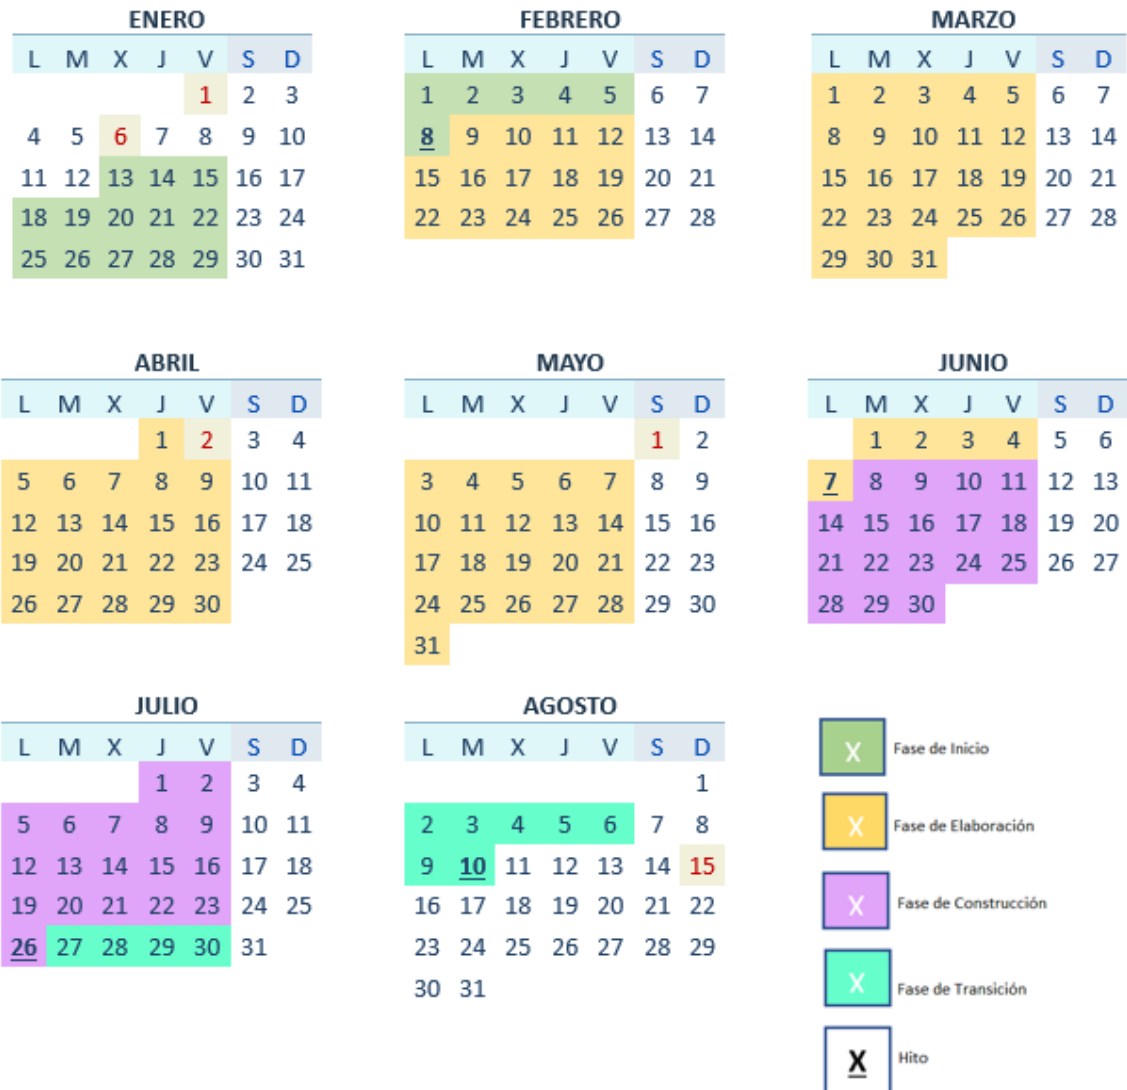 ENERO
L M X J V S D
1 2 3
4 5 6 7 8 9 10
11 12 13 14 15 16 17
18 19 20 21 22 23 24
25 26 27 28 29 30 31
FEBRERO
L M X J V S D
1 2 3 4 5 6 7
8 9 10 11 12 13 14
15 16 17 18 19 20 21
22 23 24 25 26 27 28
MARZO
L M X J V S D
1 2 3 4 5 6 7
8 9 10 11 12 13 14
15 16 17 18 19 20 21
22 23 24 25 26 27 28
29 30 31
ABRIL
L M X J V S D
1 2 3 4
5 6 7 8 9 10 11
12 13 14 15 16 17 18
19 20 21 22 23 24 25
26 27 28 29 30
MAYO
L M X J V S D
1 2
3 4 5 6 7 8 9
10 11 12 13 14 15 16
17 18 19 20 21 22 23
24 25 26 27 28 29 30
31
JUNIO
L M X J V S D
1 2 3 4 5 6
7 8 9 10 11 12 13
14 15 16 17 18 19 20
21 22 23 24 25 26 27
28 29 30
JULIO
L M X J V S D
1 2 3 4
5 6 7 8 9 10 11
12 13 14 15 16 17 18
19 20 21 22 23 24 25
26 27 28 29 30 31
AGOSTO
L M X J V S D
1
2 3 4 5 6 7 8
9 10 11 12 13 14 15
16 17 18 19 20 21 22
23 24 25 26 27 28 29
30 31
X Fase de Inicio
X Fase de Elaboración
X Fase de Construcción
X Fase de Transición
X Hito